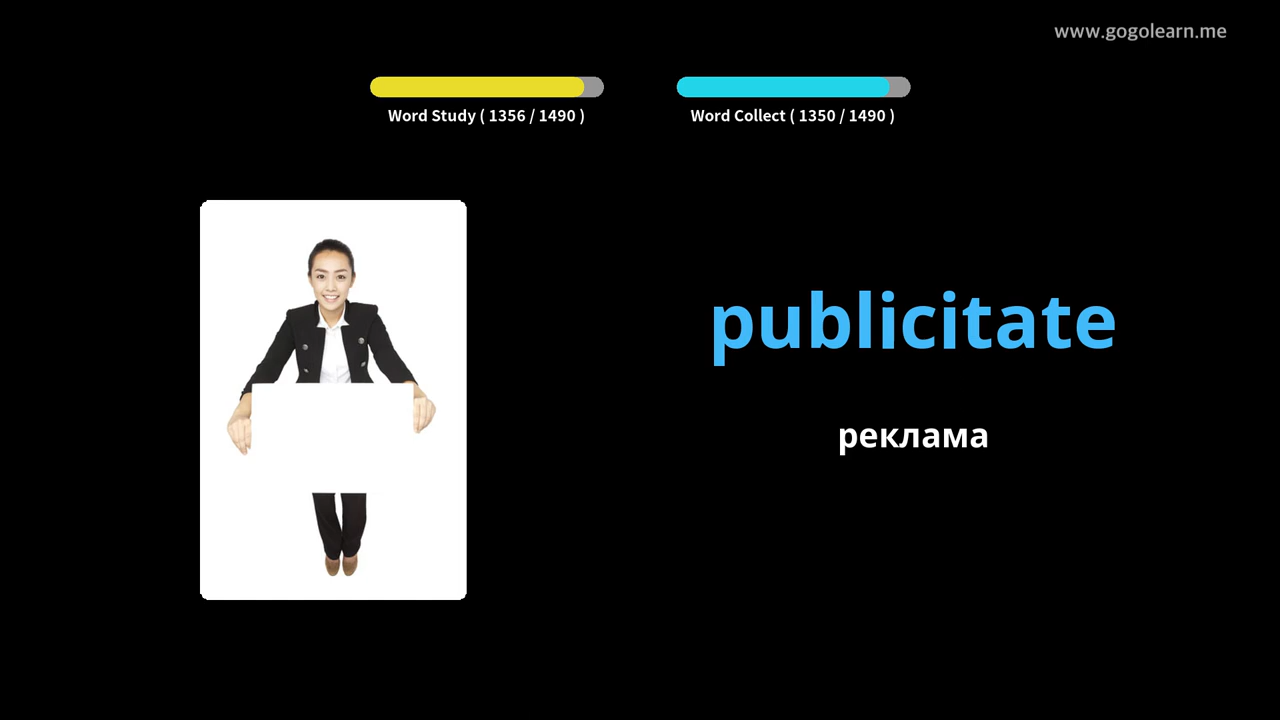 www.gogolearn.me
Word Study ( 1356 / 1490 )
Word Collect ( 1350 / 1490 )
publicitate
реклама